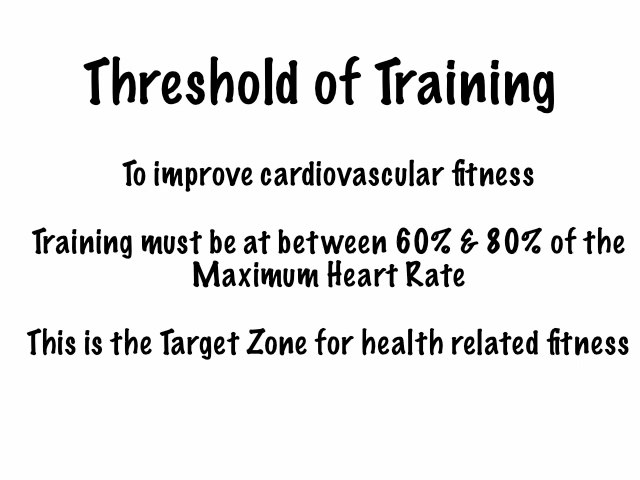 Threshold of Training
To improve cardiovascular fitness
Training must be at between 60% & 80% of the
Maximum Heart Rate
This is the Target Zone for health related fitness